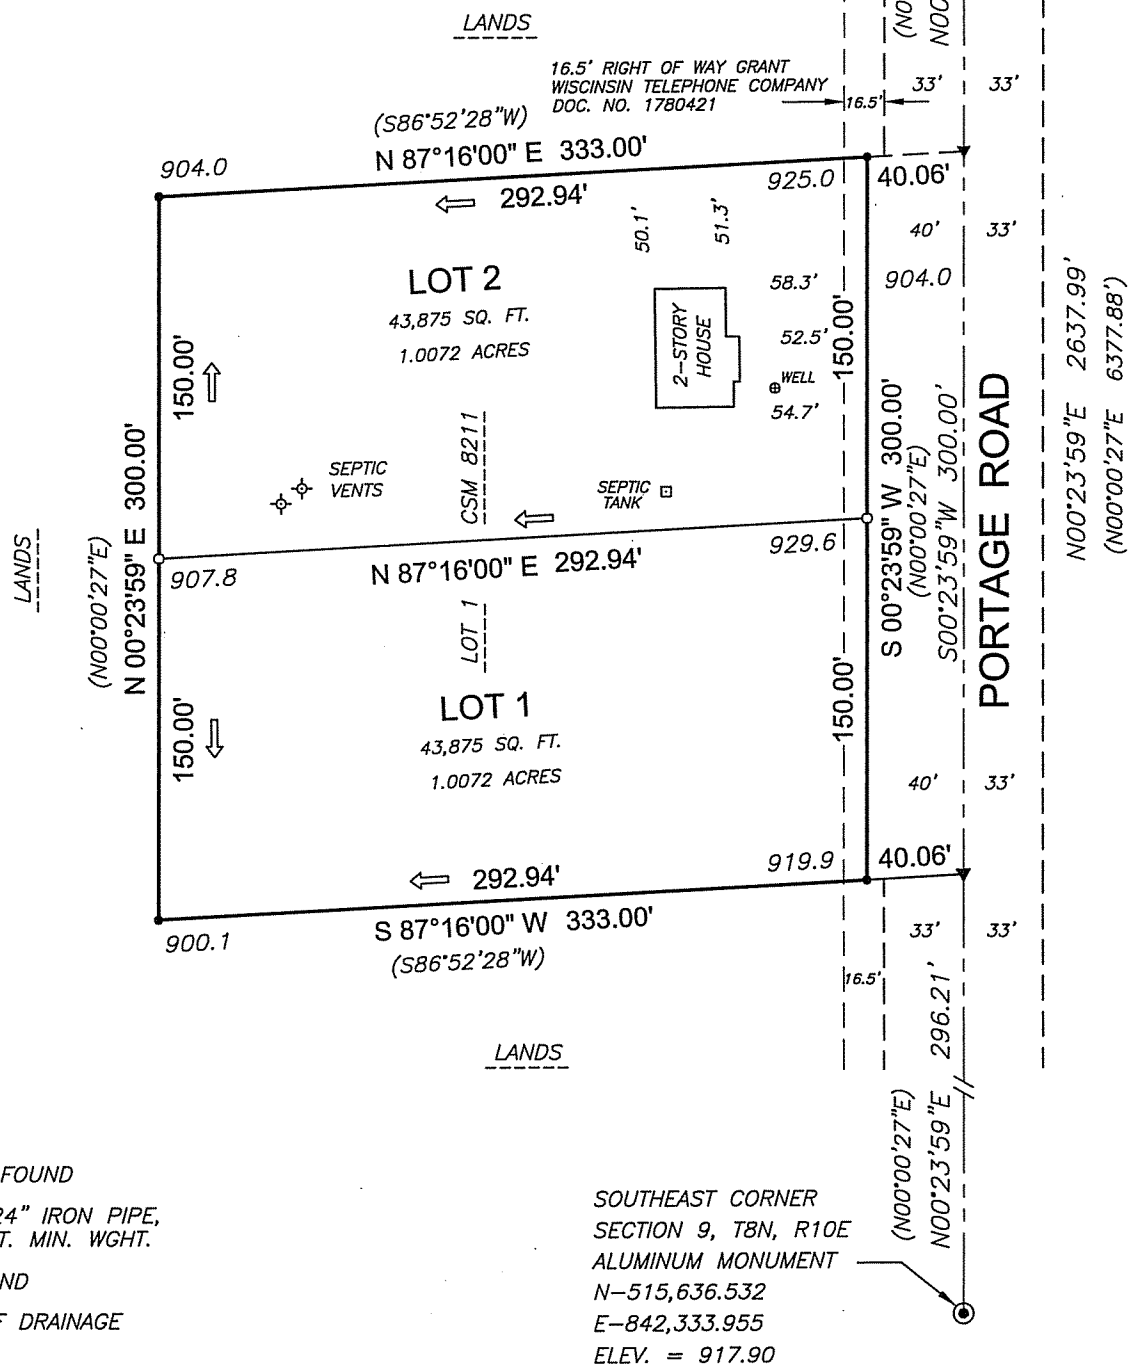 LANDS
(N0
N00
16.5' RIGHT OF WAY GRANT
WISCINSIN TELEPHONE COMPANY
DOC. NO. 1780421
16.5'
33'
33'
(S86°52'28"W)
N 87°16'00" E 333.00'
904.0
292.94'
925.0
40.06'
50.1'
51.3'
40'
33'
LOT 2
43,875 SQ. FT.
1.0072 ACRES
58.3'
904.0
2-STORY
HOUSE
52.5'
WELL
54.7'
150.00'
150.00'
N00°23'59"E 2637.99'
(N00°00'27"E 6377.88')
CSM 8211
SEPTIC
VENTS
SEPTIC
TANK
LANDS
(N00°00'27"E)
N 00°23'59" E 300.00'
907.8
N 87°16'00" E 292.94'
929.6
S 00°23'59" W 300.00'
(N00°00'27"E)
S00°23'59"W 300.00'
PORTAGE ROAD
LOT 1
LOT 1
43,875 SQ. FT.
1.0072 ACRES
150.00'
150.00'
40'
33'
292.94'
919.9
40.06'
900.1
S 87°16'00" W 333.00'
(S86°52'28"W)
33'
33'
16.5'
LANDS
296.21'
(N00°00'27"E)
N00°23'59"E
FOUND
24" IRON PIPE,
T. MIN. WGHT.
ND
F DRAINAGE
SOUTHEAST CORNER
SECTION 9, T8N, R10E
ALUMINUM MONUMENT
N-515,636.532
E-842,333.955
ELEV. = 917.90